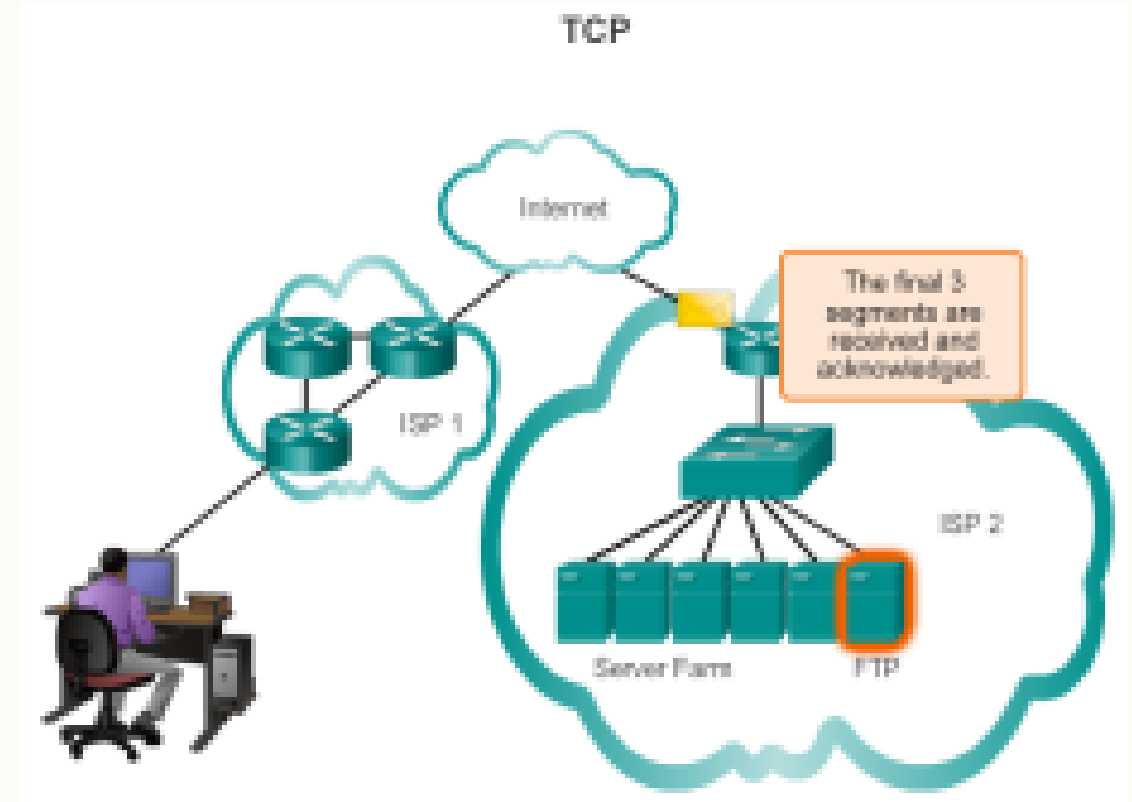 TCP
Internet
The final 3
segments are
received and
acknowledged.
ISP 1
ISP 2
Server Farm
FTP